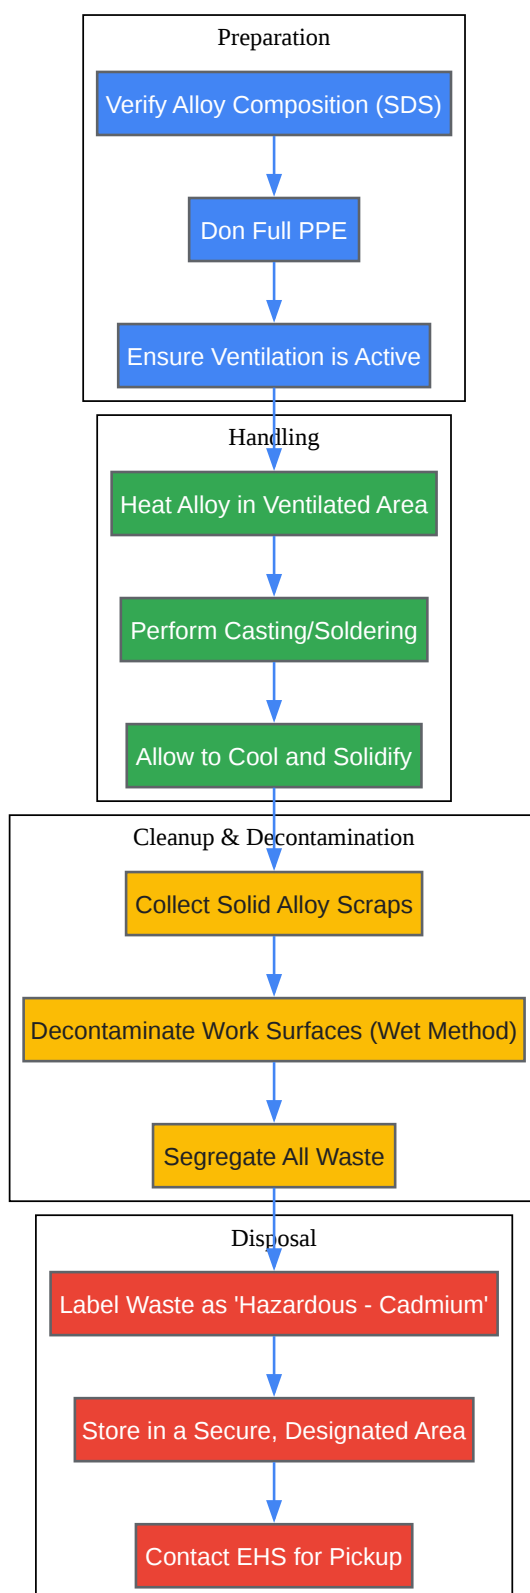 Preparation
Verify Alloy Composition (SDS)
Don Full PPE
Ensure Ventilation is Active
Handling
Heat Alloy in Ventilated Area
Perform Casting/Soldering
Allow to Cool and Solidify
Cleanup & Decontamination
Collect Solid Alloy Scraps
Decontaminate Work Surfaces (Wet Method)
Segregate All Waste
Disposal
Label Waste as 'Hazardous - Cadmium'
Store in a Secure, Designated Area
Contact EHS for Pickup